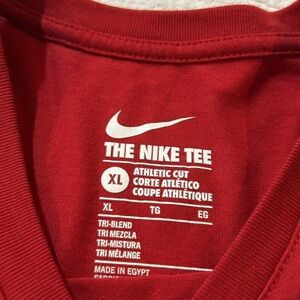 THE NIKE TEE
XL
ATHLETIC CUT
CORTE ATLÉTICO
COUPE ATHLÉTIQUE
XL TG EG
TRI-BLEND
TRI MEZCLA
TRI-MISTURA
TRI MÉLANGE
MADE IN EGYPT